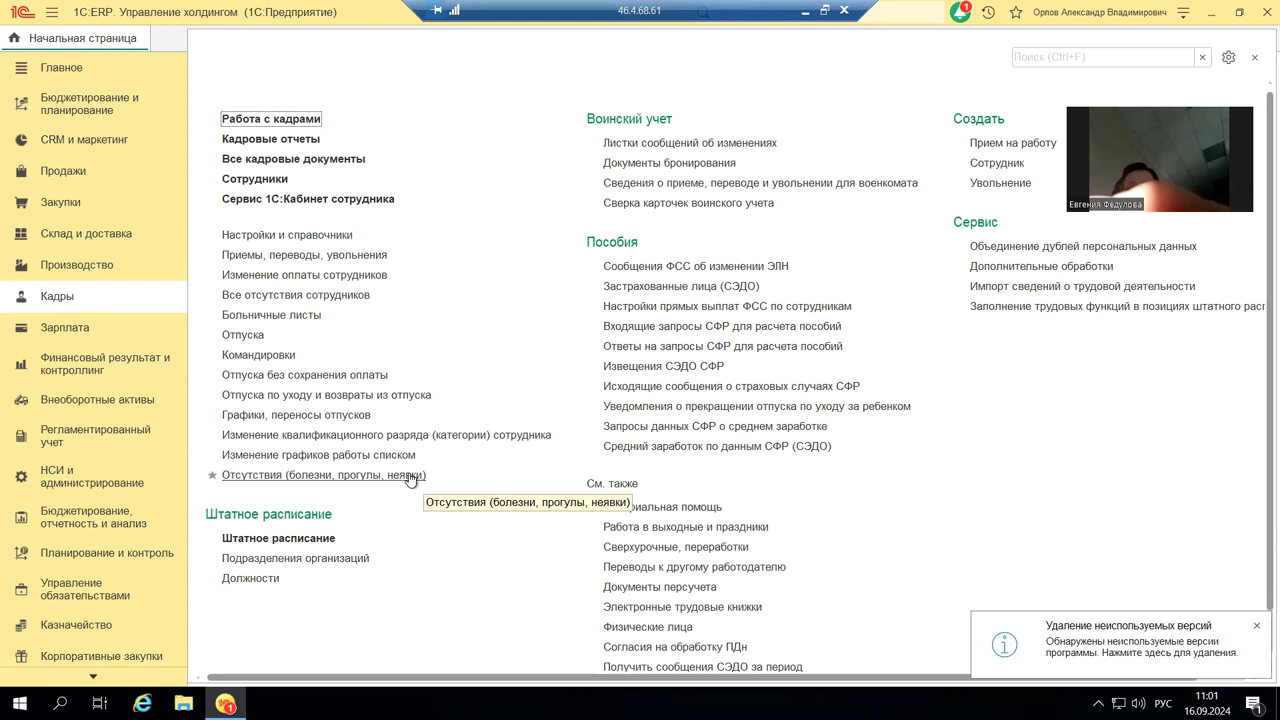 1С:ERP. Управление холдингом (1С:Предприятие)
46.4.68.61
1
Орлов Александр Владимирович
Начальная страница
Главное
Бюджетирование и
планирование
CRM и маркетинг
Продажи
Закупки
Склад и доставка
Производство
Кадры
Зарплата
Финансовый результат и
контроллинг
Внеоборотные активы
Регламентированный
учет
НСИ и
администрирование
Бюджетирование,
отчетность и анализ
Планирование и контроль
Управление
обязательствами
Казначейство
Корпоративные закупки
Поиск (Ctrl+F)
Работа с кадрами
Кадровые отчеты
Все кадровые документы
Сотрудники
Сервис 1С:Кабинет сотрудника
Настройки и справочники
Приемы, переводы, увольнения
Изменение оплаты сотрудников
Все отсутствия сотрудников
Больничные листы
Отпуска
Командировки
Отпуска без сохранения оплаты
Отпуска по уходу и возвраты из отпуска
Графики, переносы отпусков
Изменение квалификационного разряда (категории) сотрудника
Изменение графиков работы списком
Отсутствия (болезни, прогулы, неявки)
Отсутствия (болезни, прогулы, неявки)
Штатное расписание
Штатное расписание
Подразделения организаций
Должности
Воинский учет
Листки сообщений об изменениях
Документы бронирования
Сведения о приеме, переводе и увольнении для военкомата
Сверка карточек воинского учета
Пособия
Сообщения ФСС об изменении ЭЛН
Застрахованные лица (СЭДО)
Настройки прямых выплат ФСС по сотрудникам
Входящие запросы СФР для расчета пособий
Ответы на запросы СФР для расчета пособий
Извещения СЭДО СФР
Исходящие сообщения о страховых случаях СФР
Уведомления о прекращении отпуска по уходу за ребенком
Запросы данных СФР о среднем заработке
Средний заработок по данным СФР (СЭДО)
См. также
риальная помощь
Работа в выходные и праздники
Сверхурочные, переработки
Переводы к другому работодателю
Документы персучета
Электронные трудовые книжки
Физические лица
Согласия на обработку ПДн
Получить сообщения СЭДО за период
Создать
Прием на работу
Сотрудник
Увольнение
Евгения Федулова
Сервис
Объединение дублей персональных данных
Дополнительные обработки
Импорт сведений о трудовой деятельности
Заполнение трудовых функций в позициях штатного расп
Удаление неиспользуемых версий
Обнаружены неиспользуемые версии
программы. Нажмите здесь для удаления.
1
РУС
11:01
16.09.2024
1